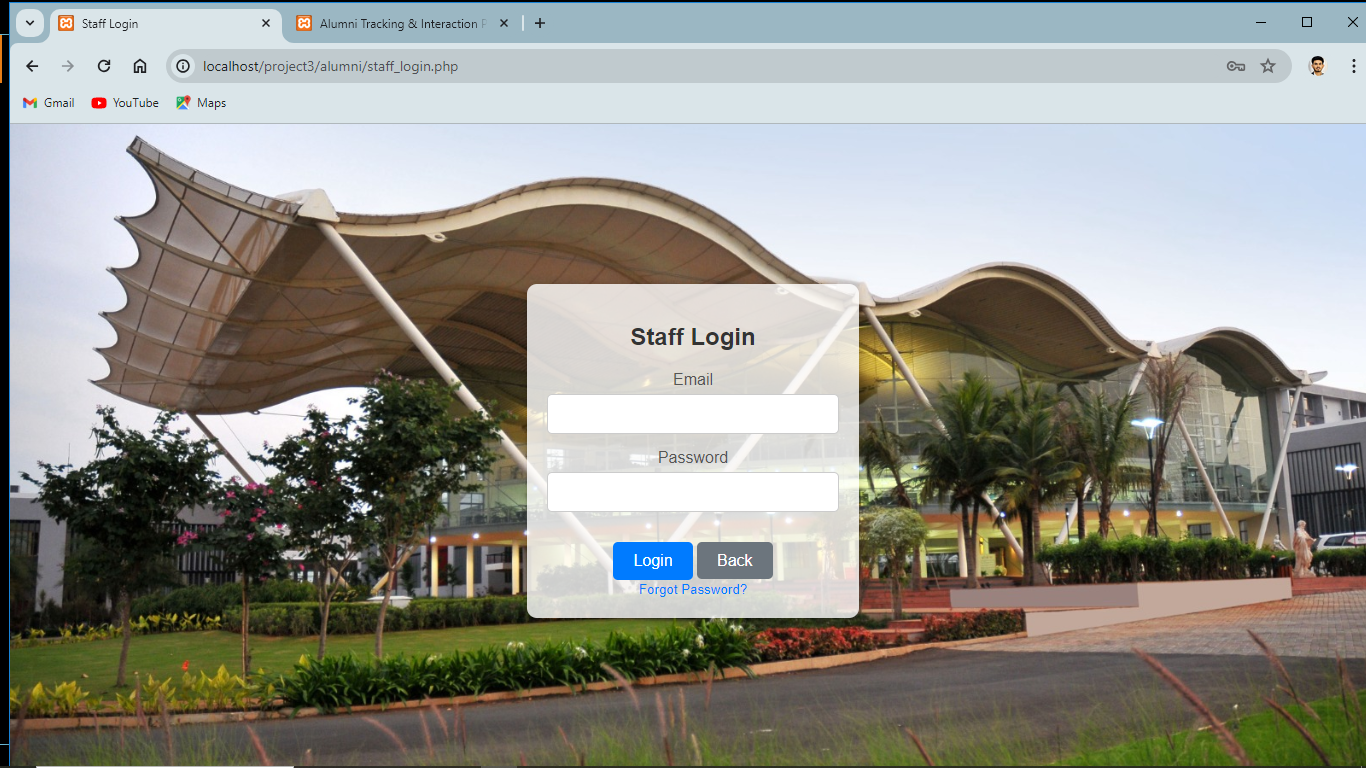 Staff Login
Alumni Tracking & Interaction
localhost/project3/alumni/staff_login.php
Gmail
YouTube
Maps
Staff Login
Email
Password
Login
Back
Forgot Password?